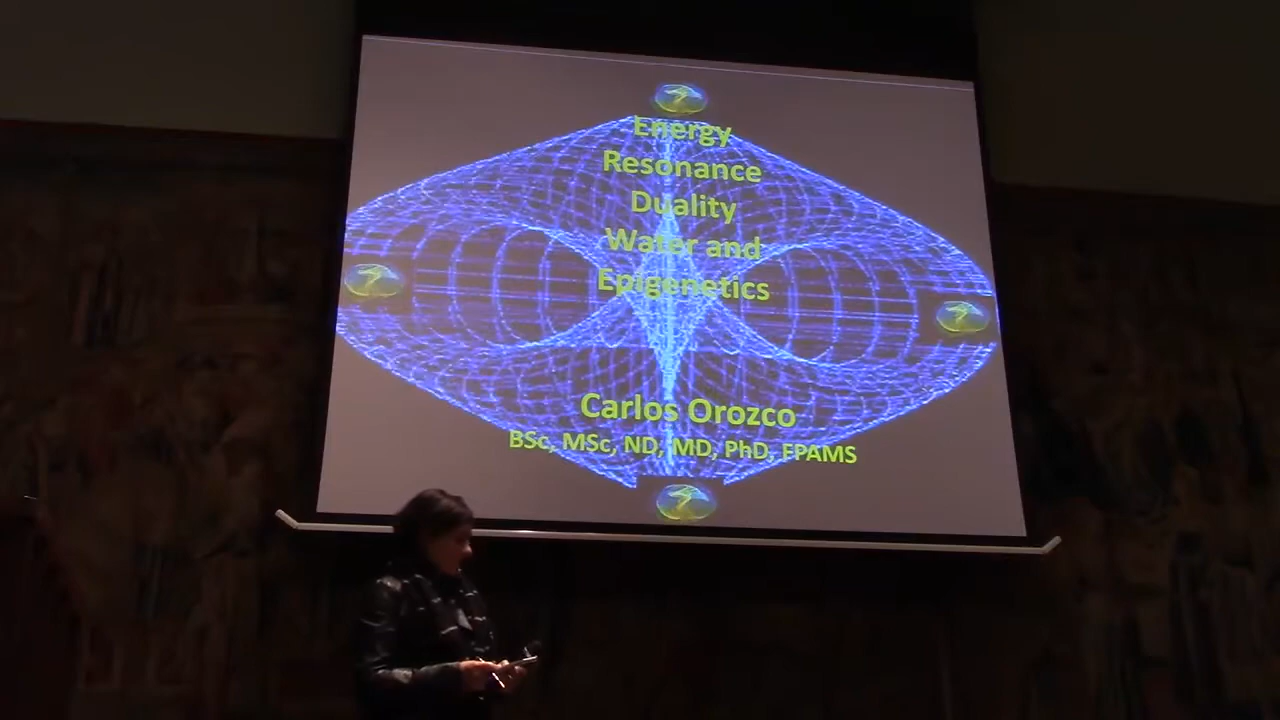 Energy
Resonance
Duality
Water and
Epigenetics
Carlos Orozco
BSc, MSc, ND, MD, PhD, FPAMS